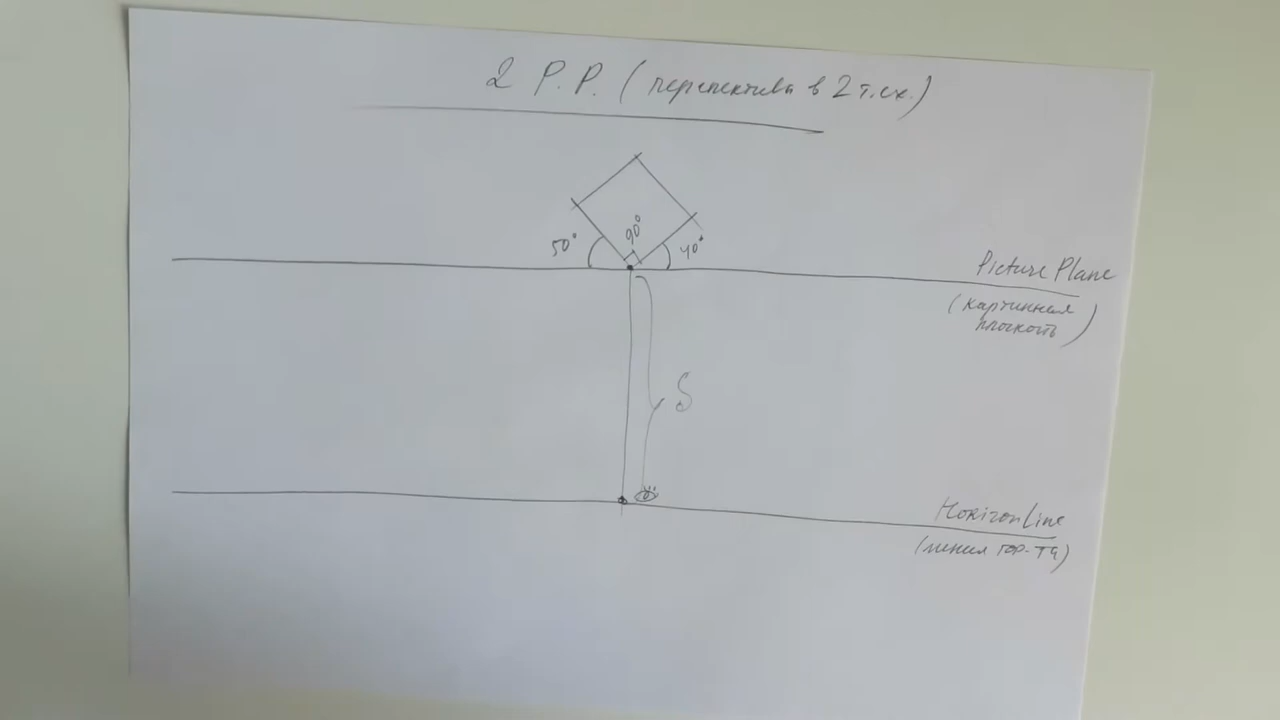 2 P.P. (перспектива в 2 т.сх.)
50°
90°
40°
Picture Plane
(картинная
плоскость)
S
Horizon Line
(линия гор-та)